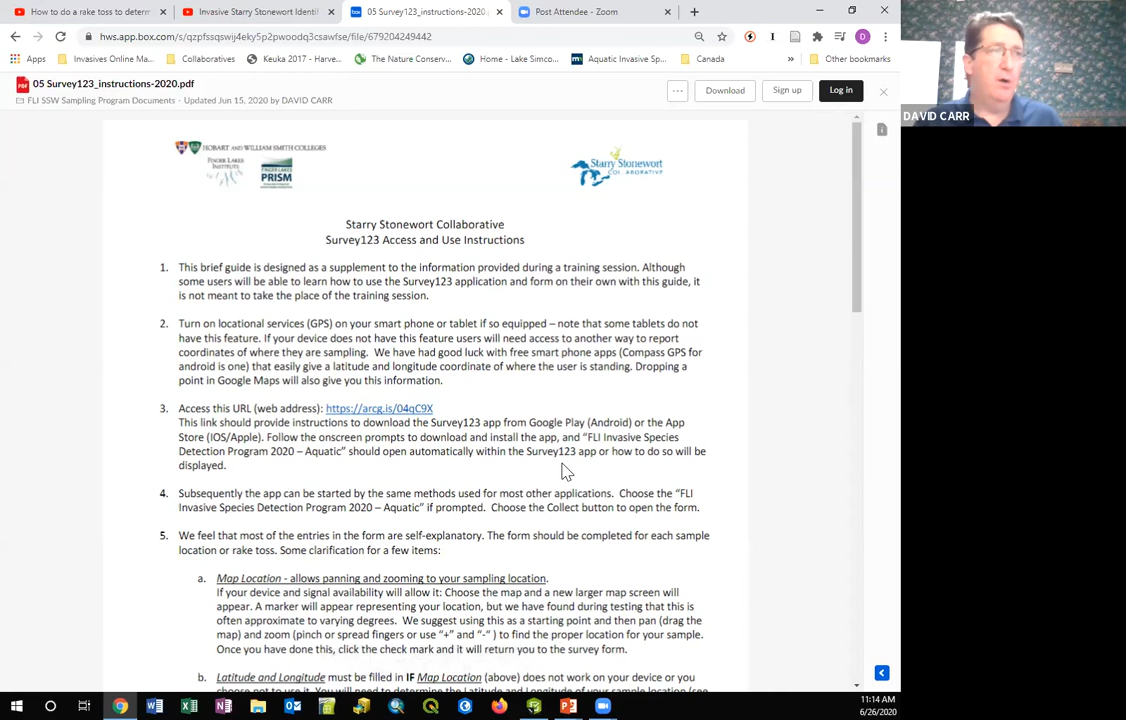 How to do a rake toss to determ
Invasive Starry Stonewort Identif
05 Survey123_instructions-2020.
Post Attendee - Zoom
hws.app.box.com/s/qzpfssqswij4eky5p2pwoodq3csawfse/file/679204249442
Apps
Invasives Online Ma...
Collaboratives
Keuka 2017 - Harve...
The Nature Conserv...
Home - Lake Simco...
Aquatic Invasive Sp...
Canada
»
Other bookmarks
05 Survey123_instructions-2020.pdf
FLI SSW Sampling Program Documents - Updated Jun 15, 2020 by DAVID CARR
Download
Sign up
Log in
DAVID CARR
HOBART AND WILLIAM SMITH COLLEGES
FINGER LAKES
INSTITUTE
FINGER LAKES
PRISM
Starry Stonewort
COLLABORATIVE
Starry Stonewort Collaborative
Survey123 Access and Use Instructions
1. This brief guide is designed as a supplement to the information provided during a training session. Although
some users will be able to learn how to use the Survey123 application and form on their own with this guide, it
is not meant to take the place of the training session.
2. Turn on locational services (GPS) on your smart phone or tablet if so equipped – note that some tablets do not
have this feature. If your device does not have this feature users will need access to another way to report
coordinates of where they are sampling. We have had good luck with free smart phone apps (Compass GPS for
android is one) that easily give a latitude and longitude coordinate of where the user is standing. Dropping a
point in Google Maps will also give you this information.
3. Access this URL (web address): https://arcg.is/04qC9X
This link should provide instructions to download the Survey123 app from Google Play (Android) or the App
Store (IOS/Apple). Follow the onscreen prompts to download and install the app, and “FLI Invasive Species
Detection Program 2020 – Aquatic” should open automatically within the Survey123 app or how to do so will be
displayed.
4. Subsequently the app can be started by the same methods used for most other applications. Choose the “FLI
Invasive Species Detection Program 2020 – Aquatic” if prompted. Choose the Collect button to open the form.
5. We feel that most of the entries in the form are self-explanatory. The form should be completed for each sample
location or rake toss. Some clarification for a few items:
a. Map Location - allows panning and zooming to your sampling location.
If your device and signal availability will allow it: Choose the map and a new larger map screen will
appear. A marker will appear representing your location, but we have found during testing that this is
often approximate to varying degrees. We suggest using this as a starting point and then pan (drag the
map) and zoom (pinch or spread fingers or use “+” and “-” ) to find the proper location for your sample.
Once you have done this, click the check mark and it will return you to the survey form.
b. Latitude and Longitude must be filled in IF Map Location (above) does not work on your device or you
choose not to use it. You will need to determine the Latitude and Longitude of your sample location (see
11:14 AM
6/26/2020